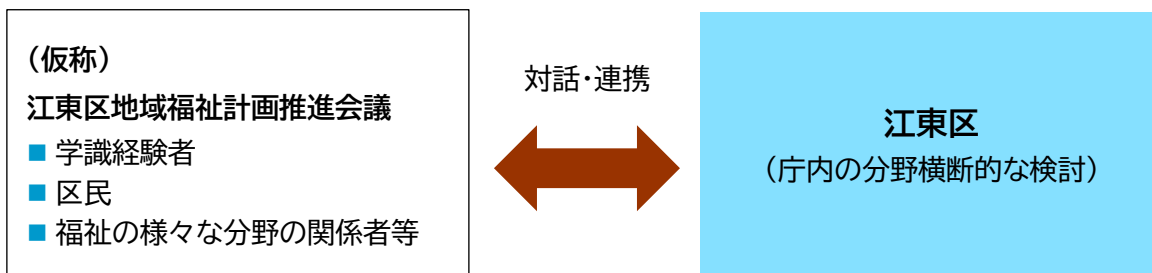 （仮称）
江東区地域福祉計画推進会議
■ 学識経験者
■ 区民
■ 福祉の様々な分野の関係者等
対話・連携
江東区
（庁内の分野横断的な検討）